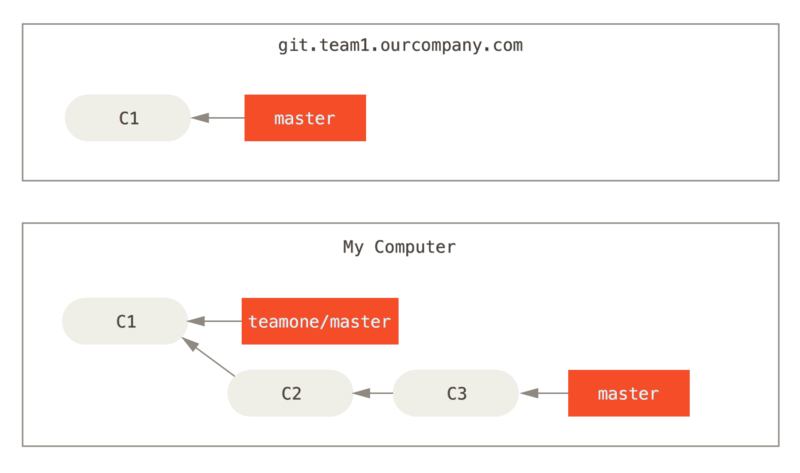 git.team1.ourcompany.com
C1
master
My Computer
C1
teamone/master
C2
C3
master